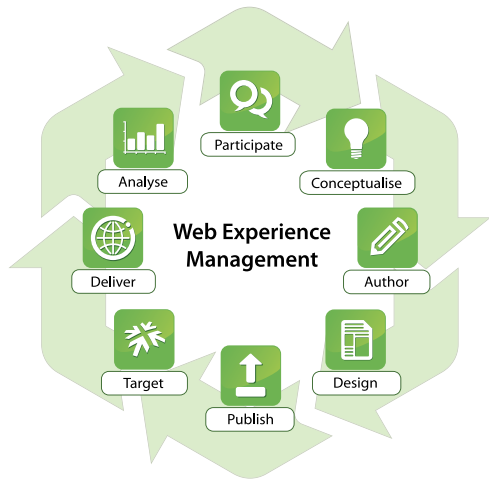 Participate
Analyse
Conceptualise
Web Experience
Management
Deliver
Author
Target
Design
Publish